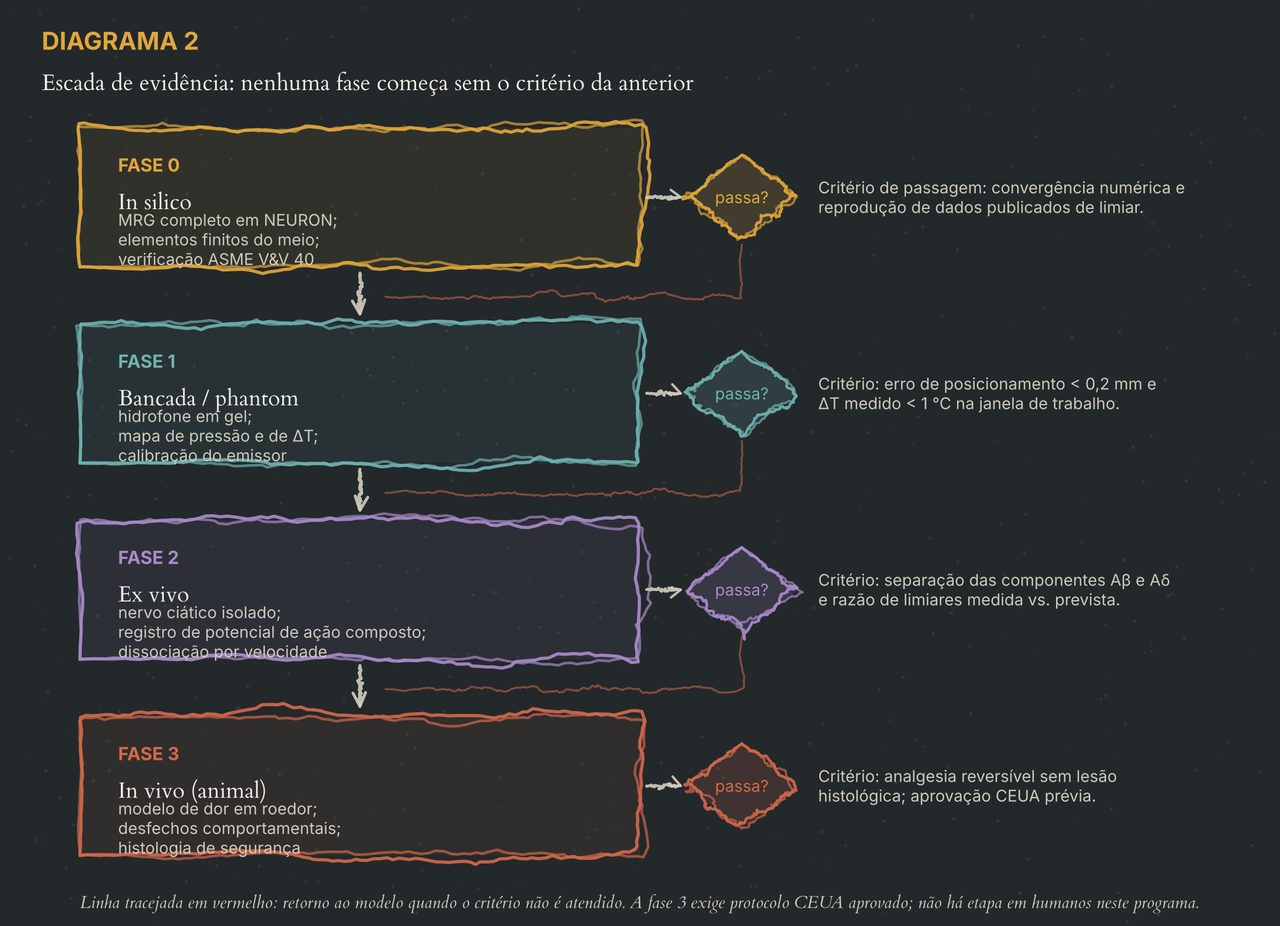 DIAGRAMA 2
Escada de evidência: nenhuma fase começa sem o critério da anterior
FASE 0
In silico
MRG completo em NEURON;
elementos finitos do meio;
verificação ASME V&V 40
passa?
Critério de passagem: convergência numérica e
reprodução de dados publicados de limiar.
FASE 1
Bancada / phantom
hidrofone em gel;
mapa de pressão e de ΔT;
calibração do emissor
passa?
Critério: erro de posicionamento < 0,2 mm e
ΔT medido < 1 °C na janela de trabalho.
FASE 2
Ex vivo
nervo ciático isolado;
registro de potencial de ação composto;
dissociação por velocidade
passa?
Critério: separação das componentes Aβ e Aδ
e razão de limiares medida vs. prevista.
FASE 3
In vivo (animal)
modelo de dor em roedor;
desfechos comportamentais;
histologia de segurança
passa?
Critério: analgesia reversível sem lesão
histológica; aprovação CEUA prévia.
Linha tracejada em vermelho: retorno ao modelo quando o critério não é atendido. A fase 3 exige protocolo CEUA aprovado; não há etapa em humanos neste programa.